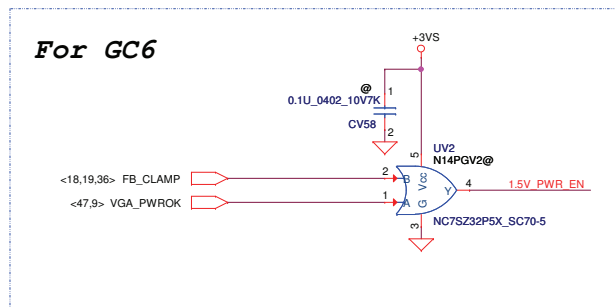 For GC6
+3VS
@
1
0.1U_0402_10V7K
CV58
2
UV2
N14PGV2@
5
<18,19,36> FB_CLAMP
2
B
Vcc
Y
4
1.5V_PWR_EN
<47,9> VGA_PWROK
1
A
G
NC7SZ32P5X_SC70-5
3